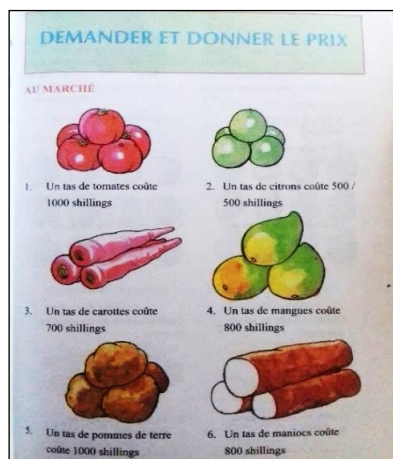 DEMANDER ET DONNER LE PRIX
AU MARCHÉ
1. Un tas de tomates coûte
1000 shillings
2. Un tas de citrons coûte 500 /
500 shillings
3. Un tas de carottes coûte
700 shillings
4. Un tas de mangues coûte
800 shillings
5. Un tas de pommes de terre
coûte 1000 shillings
6. Un tas de maniocs coûte
800 shillings